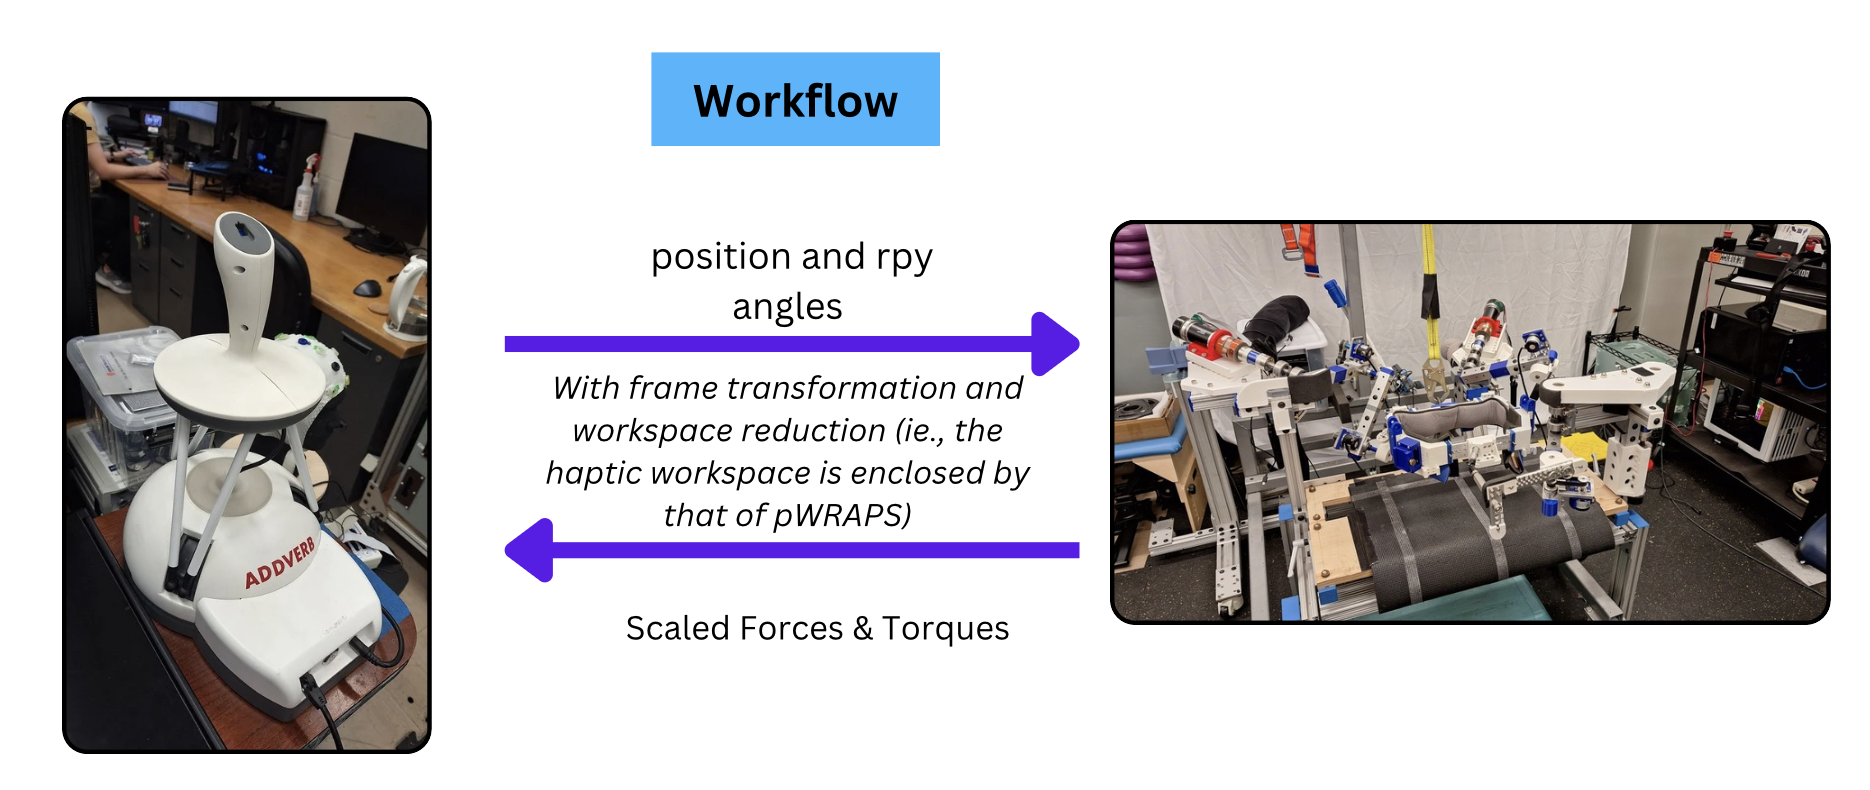 Workflow
position and rpy
angles
With frame transformation and
workspace reduction (ie., the
haptic workspace is enclosed by
that of pWRAPS)
Scaled Forces & Torques
ADDVERB